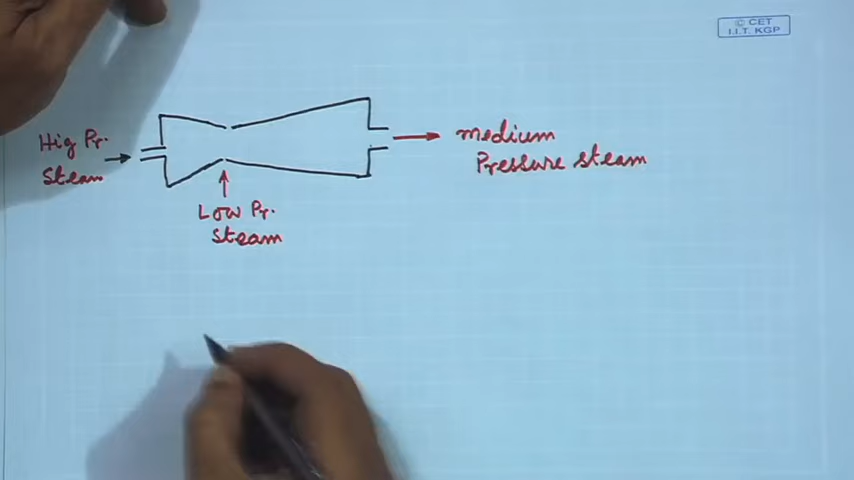 © CET
I.I.T. KGP
Hig Pr.
Steam
medium
Pressure steam
Low Pr.
Steam